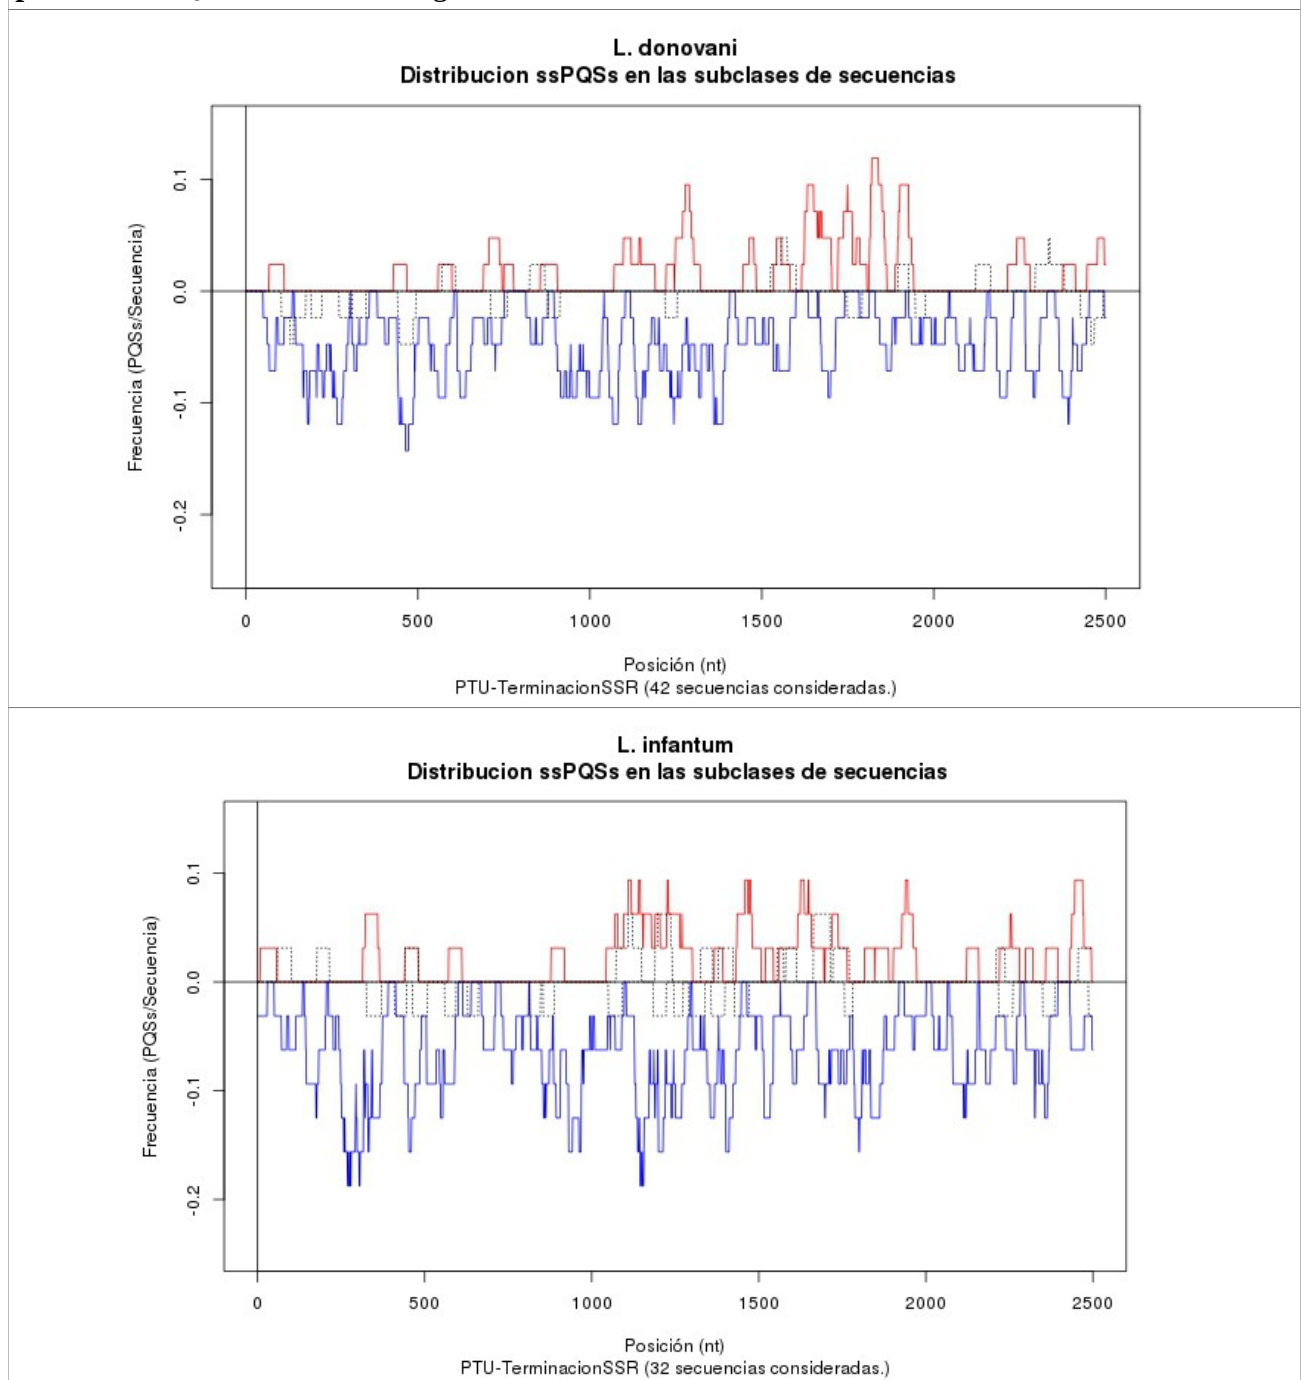 L. donovani
Distribucion ssPQSs en las subclases de secuencias
Frecuencia (PQSs/Secuencia)
0.1
0.0
-0.1
-0.2
0 500 1000 1500 2000 2500
Posición (nt)
PTU-TerminacionSSR (42 secuencias consideradas.)
L. infantum
Distribucion ssPQSs en las subclases de secuencias
Frecuencia (PQSs/Secuencia)
0.1
0.0
-0.1
-0.2
0 500 1000 1500 2000 2500
Posición (nt)
PTU-TerminacionSSR (32 secuencias consideradas.)